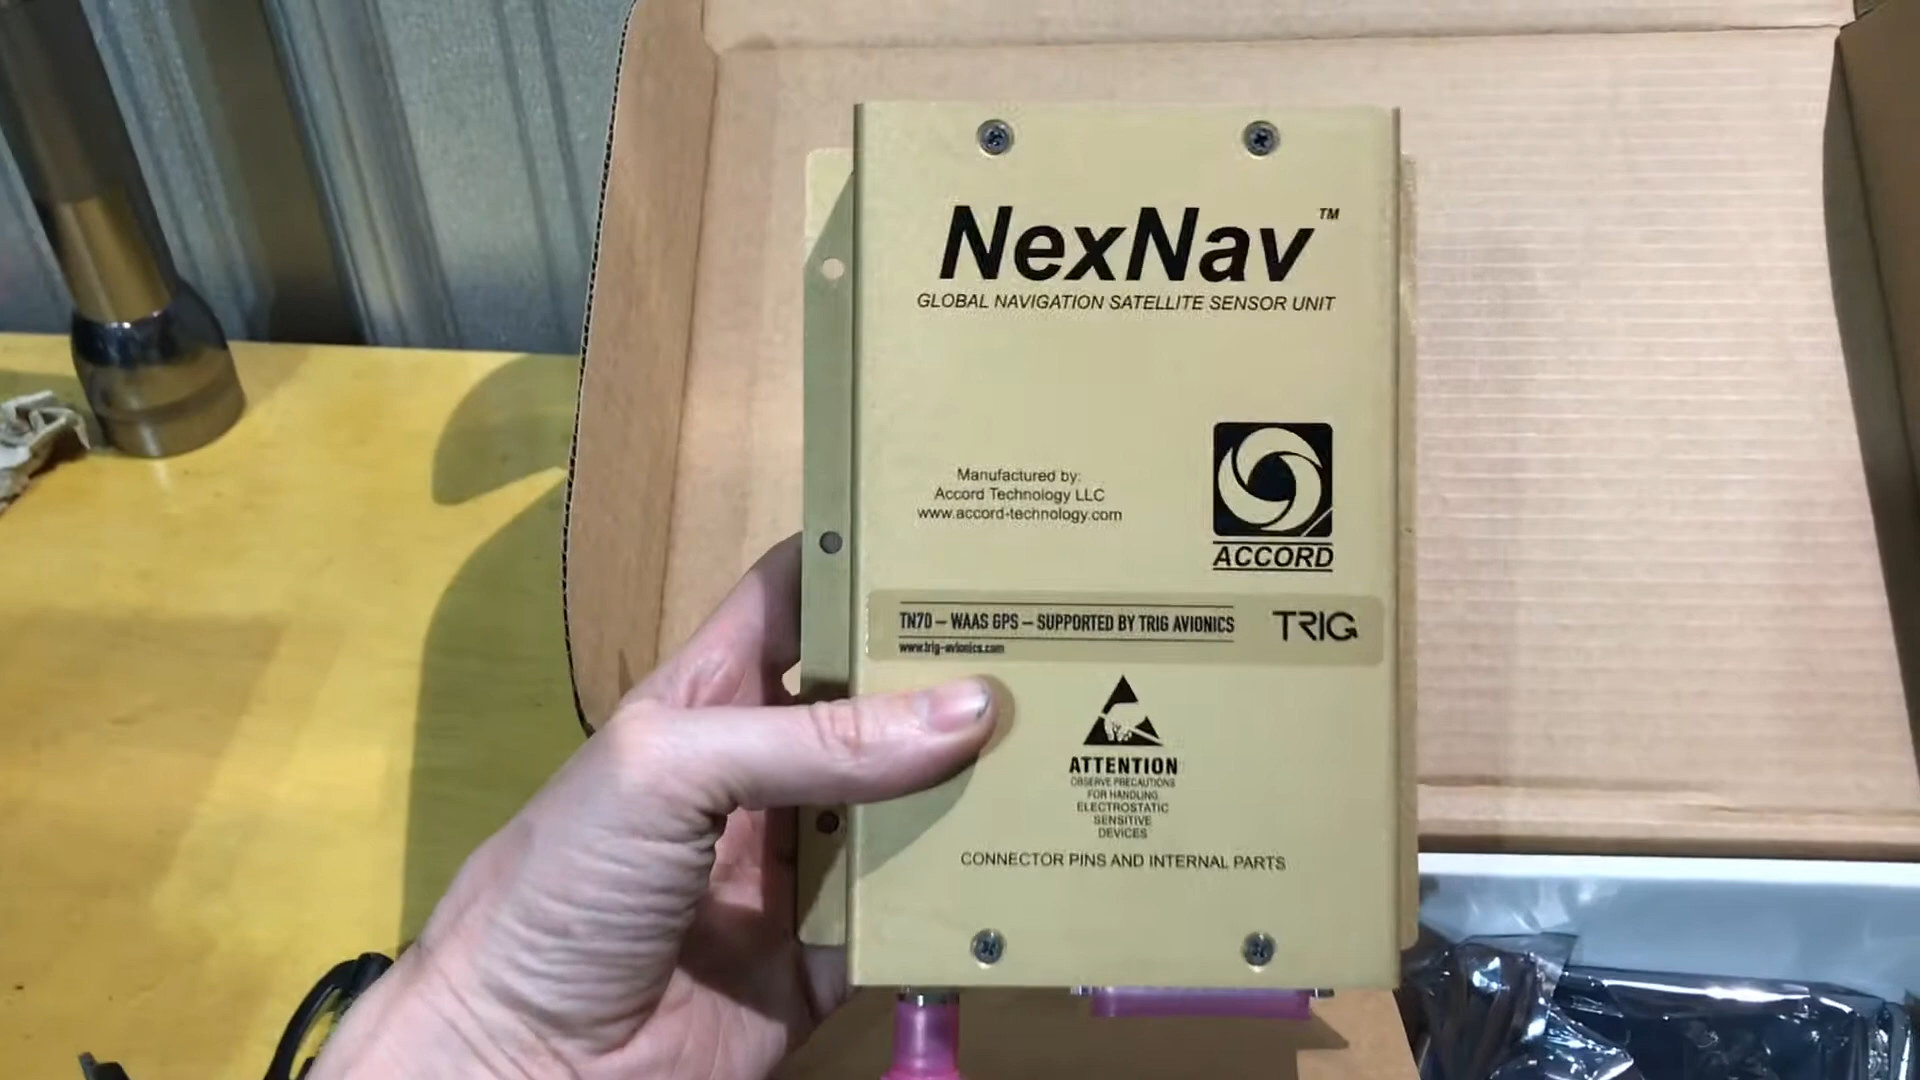 NexNav™
GLOBAL NAVIGATION SATELLITE SENSOR UNIT
Manufactured by:
Accord Technology LLC
www.accord-technology.com
ACCORD
TN70 – WAAS GPS – SUPPORTED BY TRIG AVIONICS
TRIG
www.trig-avionics.com
ATTENTION
OBSERVE PRECAUTIONS
FOR HANDLING
ELECTROSTATIC
SENSITIVE
DEVICES
CONNECTOR PINS AND INTERNAL PARTS